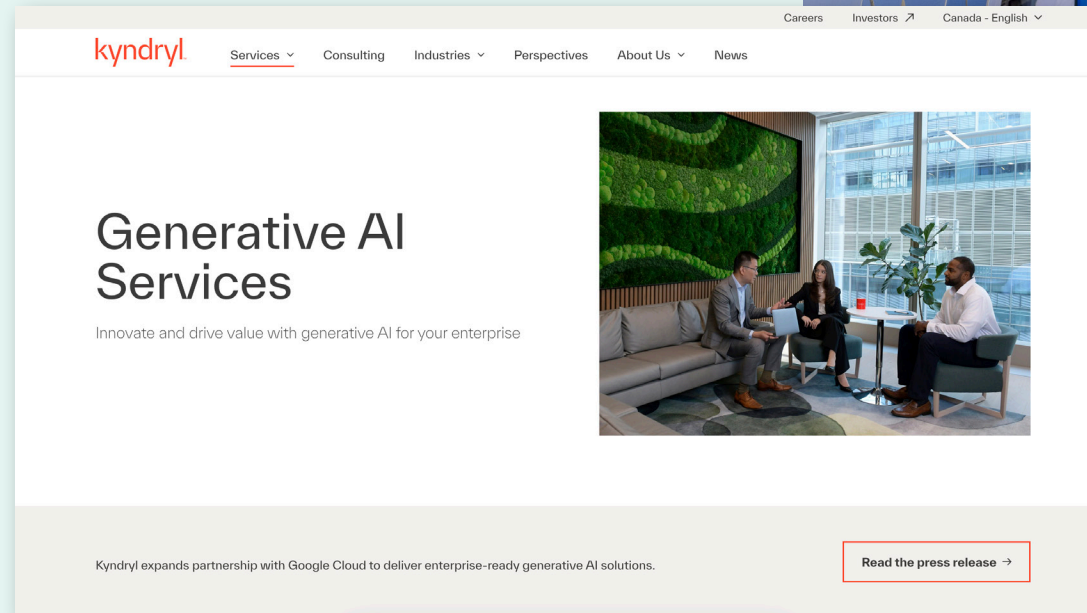 Careers Investors Canada - English
kyndryl
Services Consulting Industries Perspectives About Us News
Generative AI
Services
Innovate and drive value with generative AI for your enterprise
Kyndryl expands partnership with Google Cloud to deliver enterprise-ready generative AI solutions.
Read the press release →